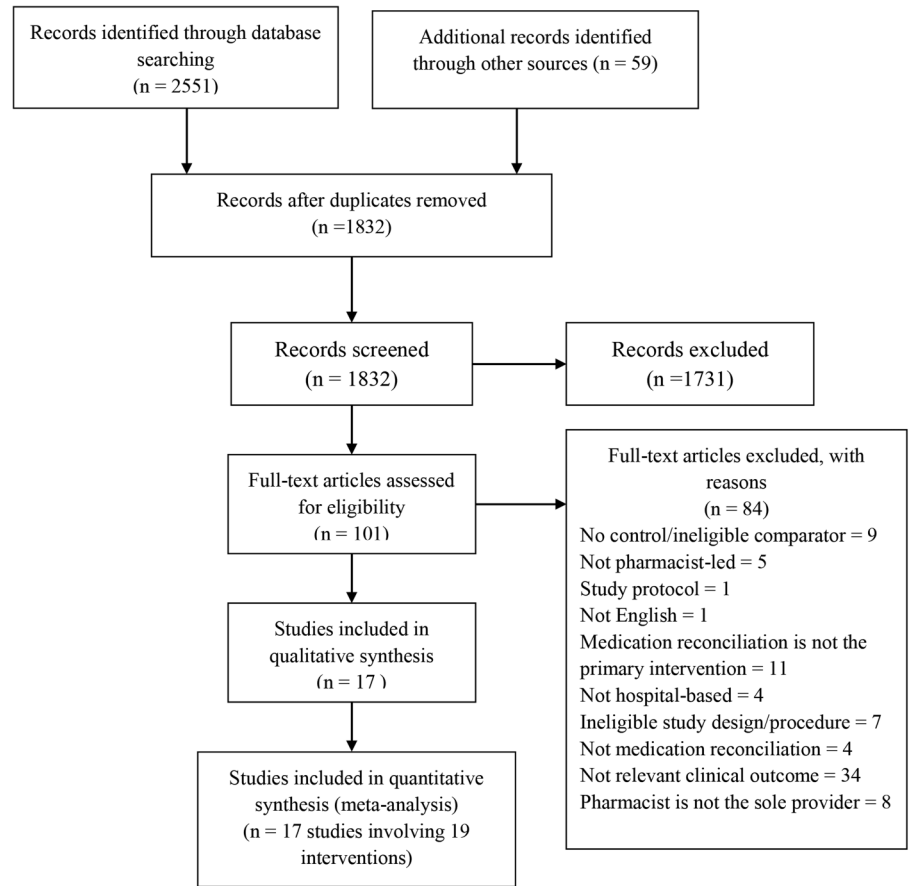 Records identified through database
searching
(n = 2551)
Additional records identified
through other sources (n = 59)
Records after duplicates removed
(n =1832)
Records screened
(n = 1832)
Records excluded
(n =1731)
Full-text articles assessed
for eligibility
(n = 101)
Full-text articles excluded, with
reasons
(n = 84)
No control/ineligible comparator = 9
Not pharmacist-led = 5
Study protocol = 1
Not English = 1
Medication reconciliation is not the
primary intervention = 11
Not hospital-based = 4
Ineligible study design/procedure = 7
Not medication reconciliation = 4
Not relevant clinical outcome = 34
Pharmacist is not the sole provider = 8
Studies included in
qualitative synthesis
(n = 17 )
Studies included in quantitative
synthesis (meta-analysis)
(n = 17 studies involving 19
interventions)